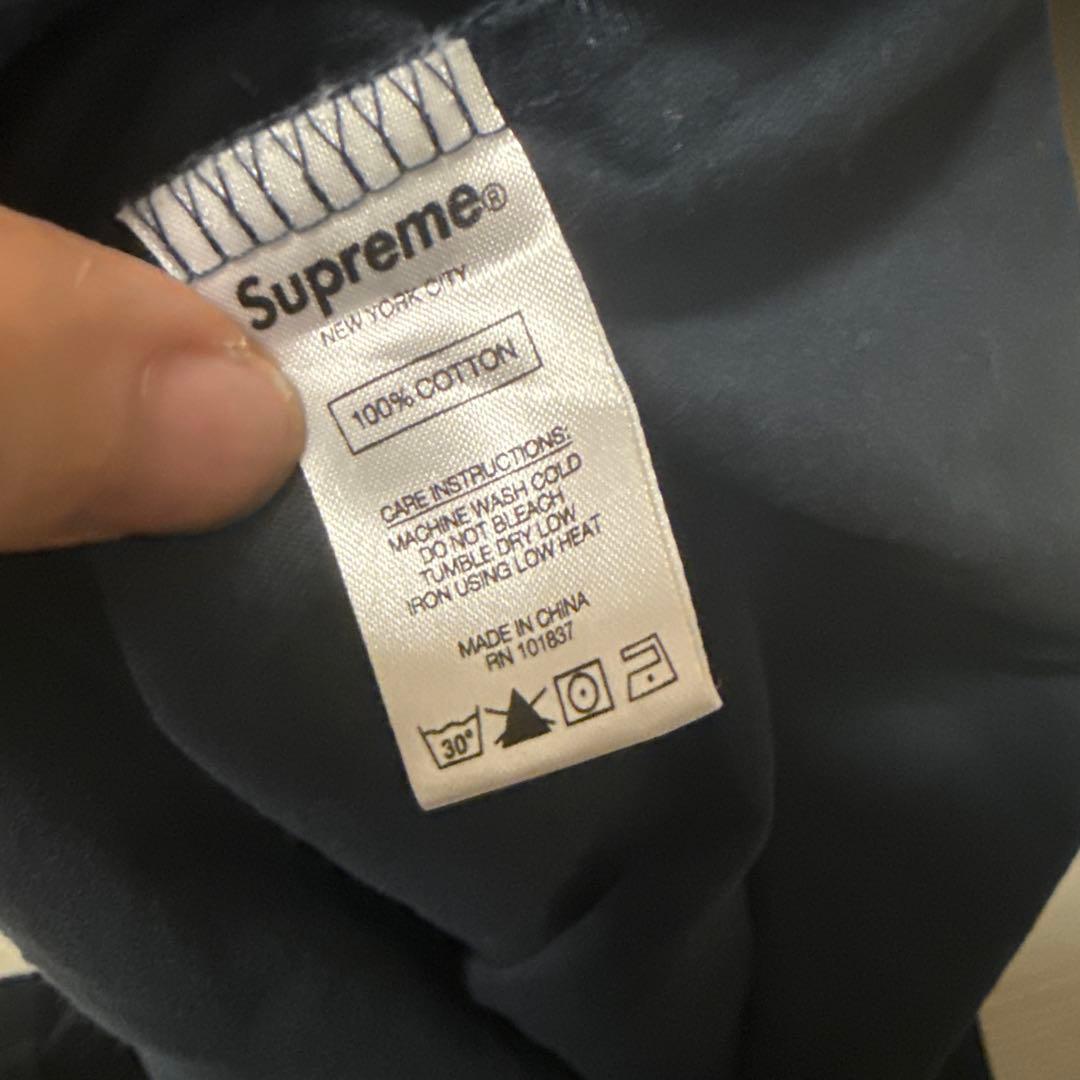 Supreme®
NEW YORK CITY
100% COTTON
CARE INSTRUCTIONS:
MACHINE WASH COLD
DO NOT BLEACH
TUMBLE DRY LOW
IRON USING LOW HEAT
MADE IN CHINA
RN 101837
30°